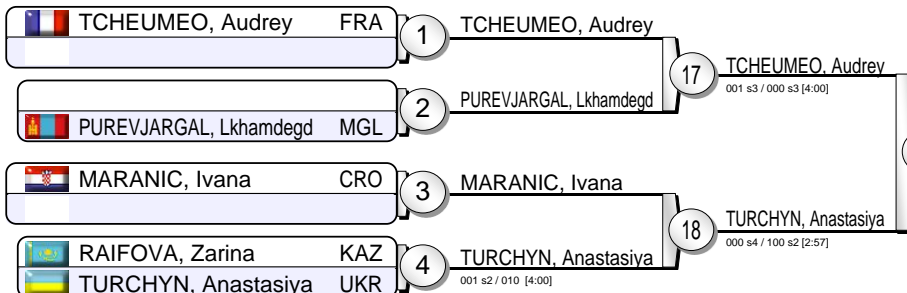 TCHEUMEO, Audrey FRA
1
TCHEUMEO, Audrey
17
TCHEUMEO, Audrey
001 s3 / 000 s3 [4:00]
2
PUREVJARGAL, Lkhamdegd
PUREVJARGAL, Lkhamdegd MGL
MARANIC, Ivana CRO
3
MARANIC, Ivana
18
TURCHYN, Anastasiya
000 s4 / 100 s2 [2:57]
RAIFOVA, Zarina KAZ
4
TURCHYN, Anastasiya
001 s2 / 010 [4:00]
TURCHYN, Anastasiya UKR